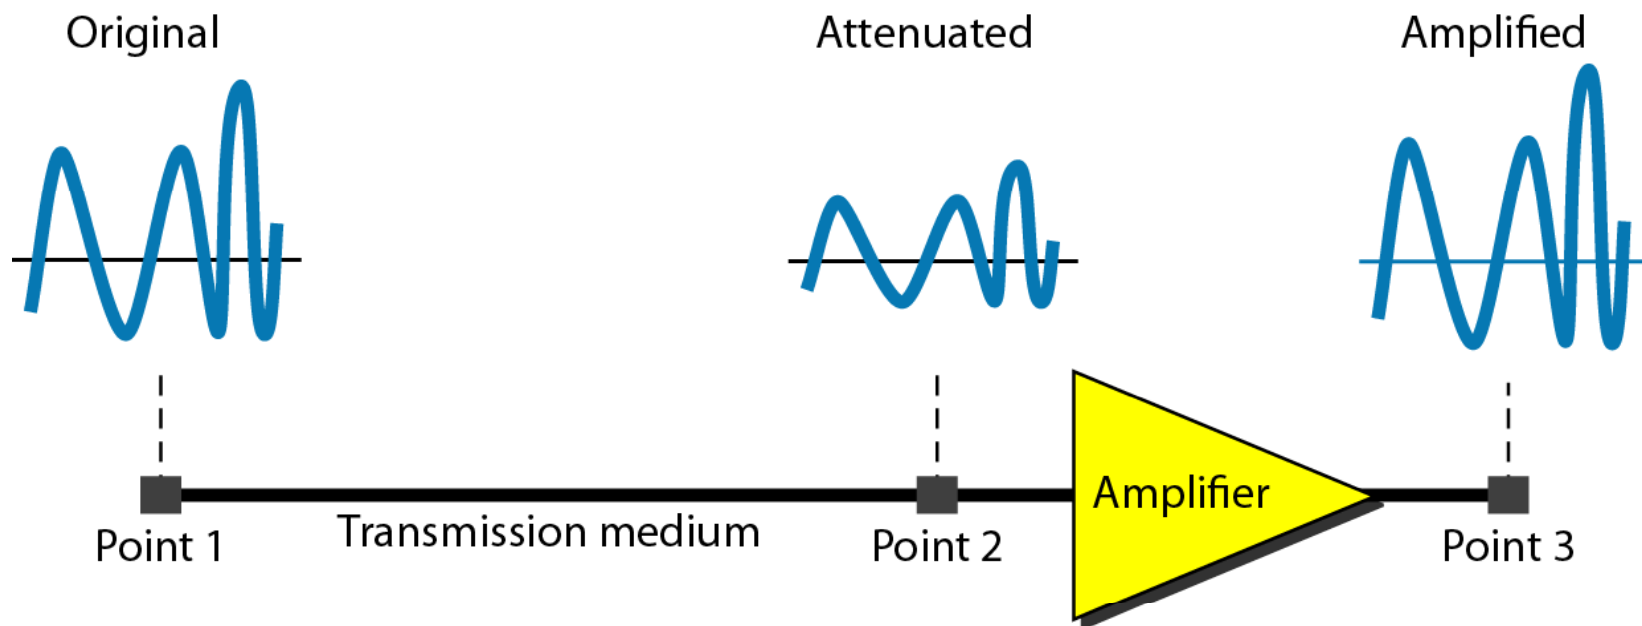 Original
Attenuated
Amplified
Amplifier
Transmission medium
Point 1
Point 2
Point 3